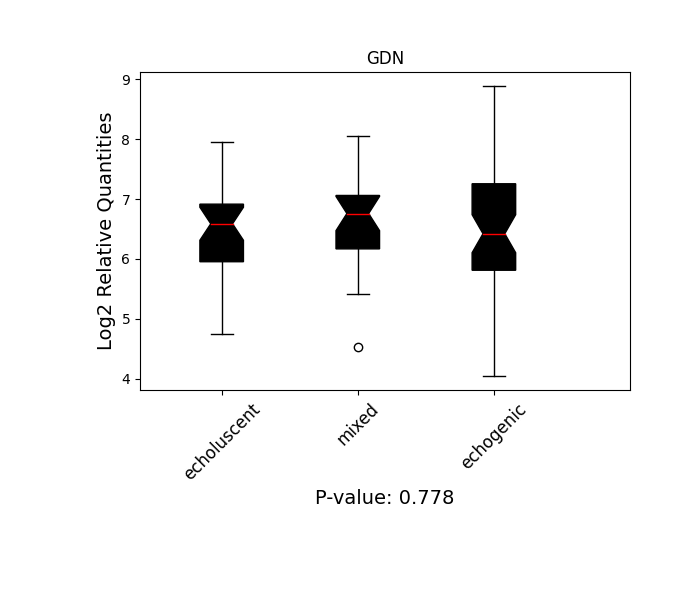 GDN
Log2 Relative Quantities
9
8
7
6
5
4
echoluscent
mixed
echogenic
P-value: 0.778